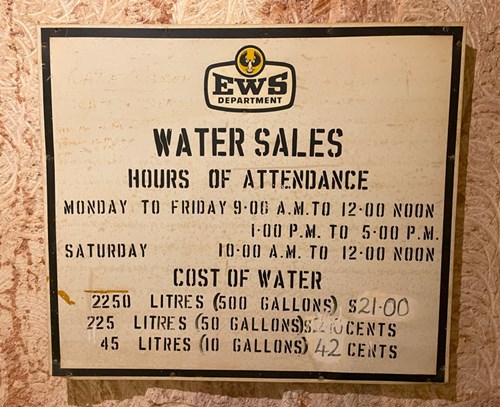 EWS
DEPARTMENT
WATER SALES
HOURS OF ATTENDANCE
MONDAY TO FRIDAY 9·00 A.M. TO 12·00 NOON
1·00 P.M. TO 5·00 P.M.
SATURDAY 10·00 A.M. TO 12·00 NOON
COST OF WATER
2250 LITRES (500 GALLONS) $21·00
225 LITRES (50 GALLONS) CENTS
45 LITRES (10 GALLONS) 42 CENTS